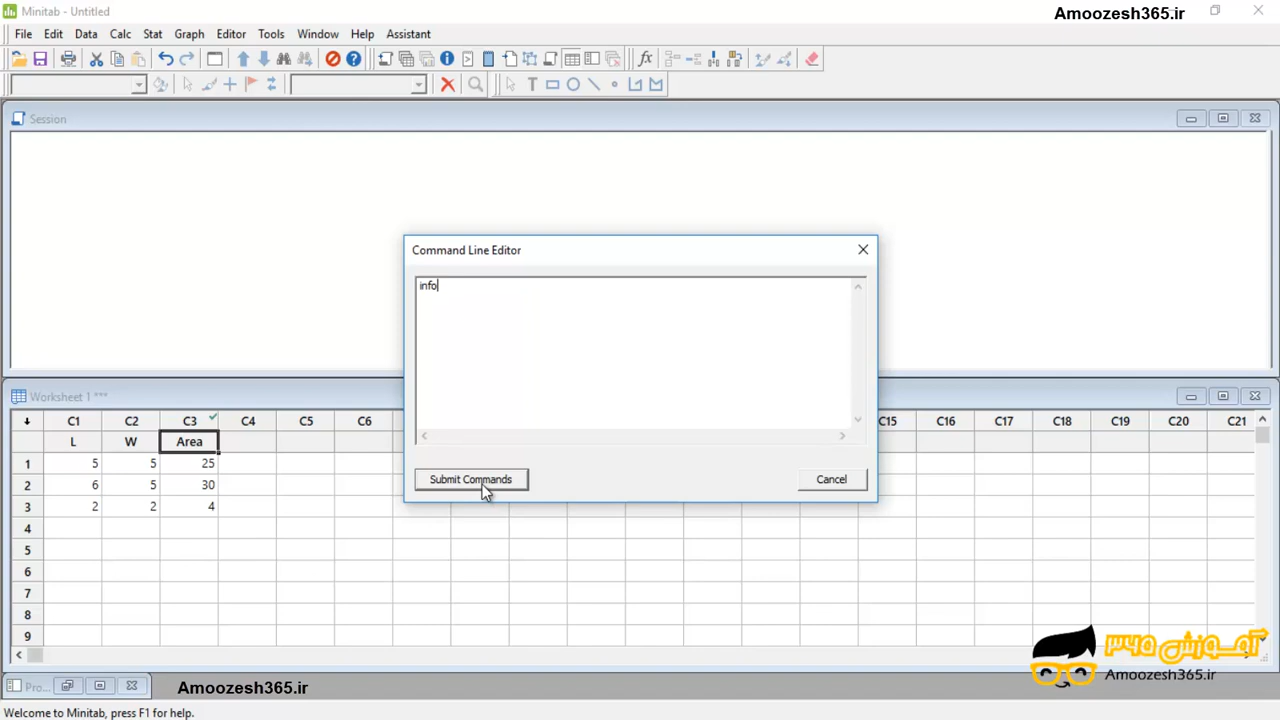 Minitab - Untitled
Amoozesh365.ir
File Edit Data Calc Stat Graph Editor Tools Window Help Assistant
Session
Command Line Editor
info
Submit Commands Cancel
Worksheet 1 ***
C1 C2 C3 C4 C5 C6 C15 C16 C17 C18 C19 C20 C21
L W Area
1 5 5 25
2 6 5 30
3 2 2 4
4
5
6
7
8
9
آموزش ۳۶۵
Amoozesh365.ir
Pro...
Amoozesh365.ir
Welcome to Minitab, press F1 for help.